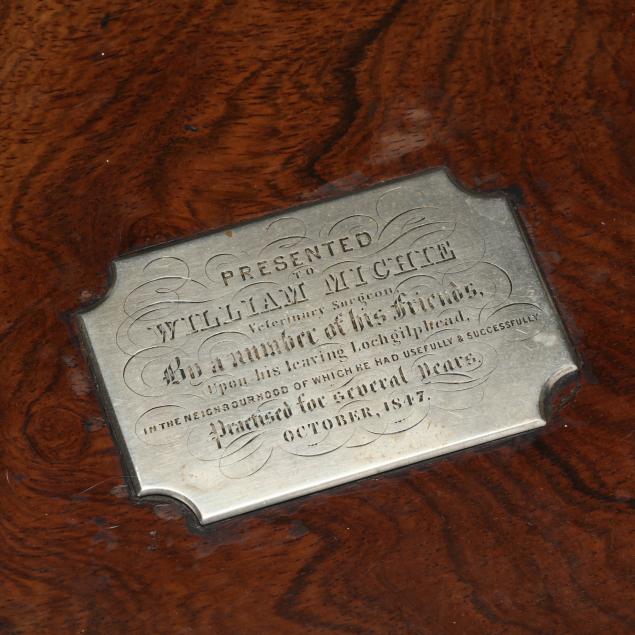 PRESENTED
TO
WILLIAM MICHIE
Veterinary Surgeon
By a number of his Friends,
Upon his leaving Lochgilphead,
IN THE NEIGHBOURHOOD OF WHICH HE HAD USEFULLY & SUCCESSFULLY
Practised for several years.
OCTOBER, 1847.